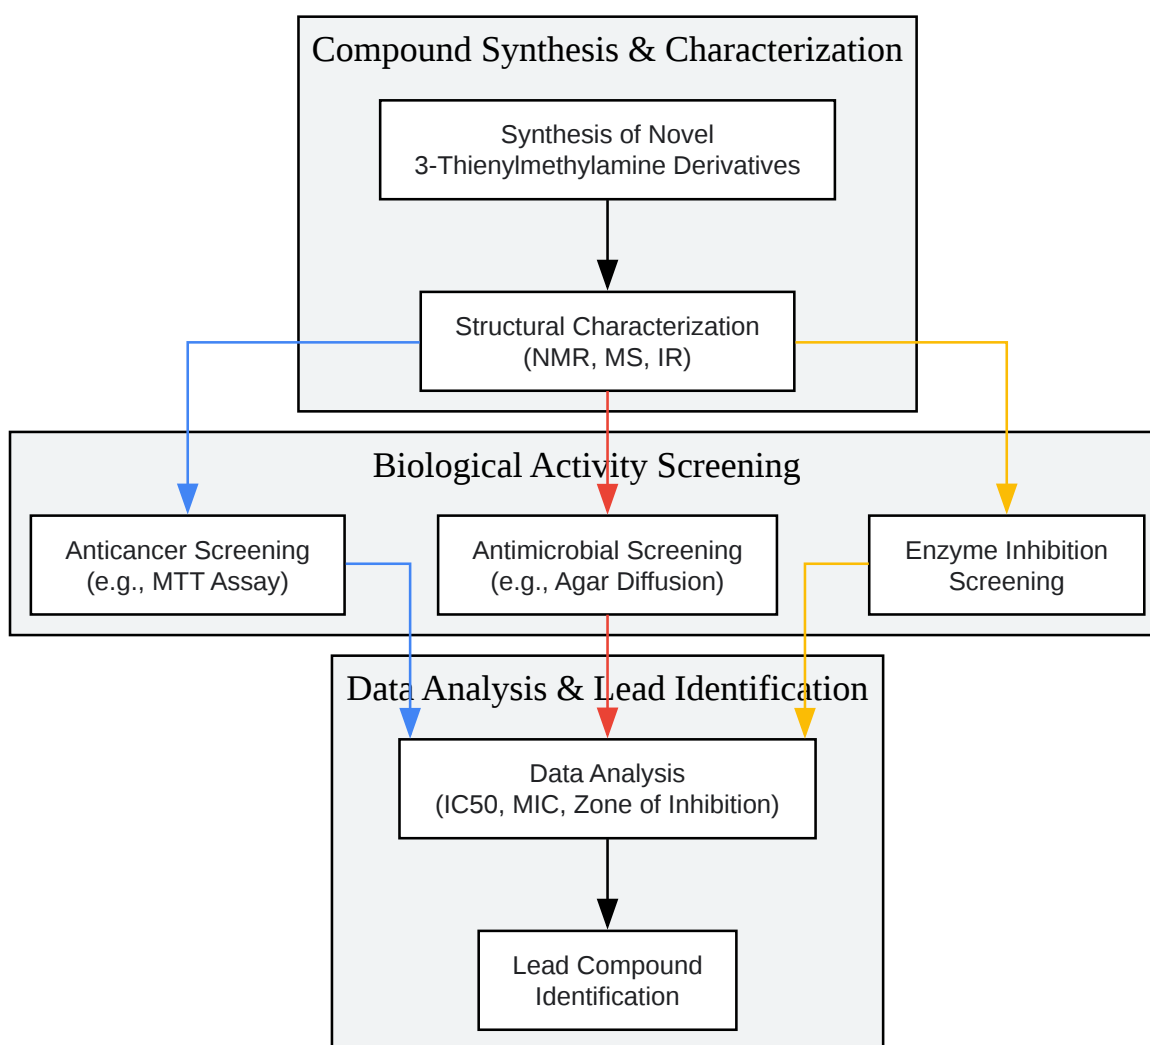 Compound Synthesis & Characterization
Synthesis of Novel
3-Thienylmethylamine Derivatives
Structural Characterization
(NMR, MS, IR)
Biological Activity Screening
Anticancer Screening
(e.g., MTT Assay)
Antimicrobial Screening
(e.g., Agar Diffusion)
Enzyme Inhibition
Screening
Data Analysis & Lead Identification
Data Analysis
(IC50, MIC, Zone of Inhibition)
Lead Compound
Identification